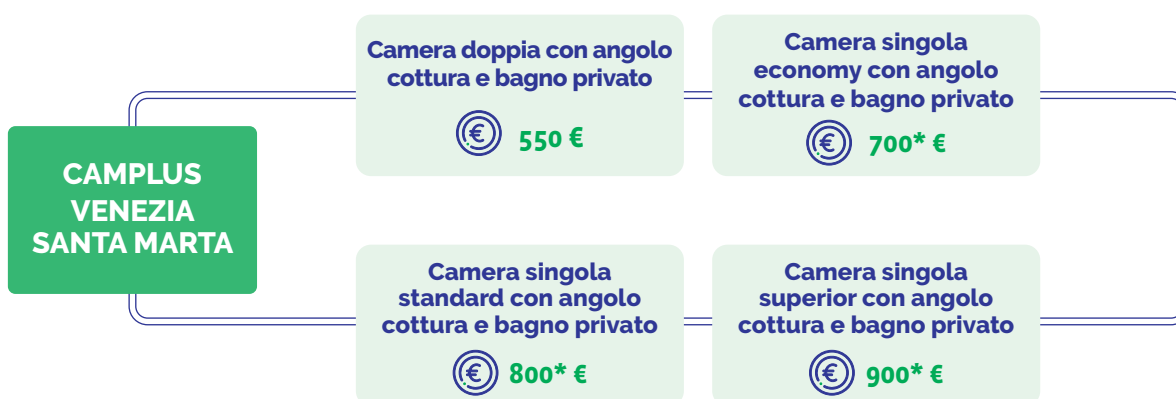 CAMPLUS
VENEZIA
SANTA MARTA
Camera doppia con angolo
cottura e bagno privato
€ 550 €
Camera singola
economy con angolo
cottura e bagno privato
€ 700* €
Camera singola
standard con angolo
cottura e bagno privato
€ 800* €
Camera singola
superior con angolo
cottura e bagno privato
€ 900* €